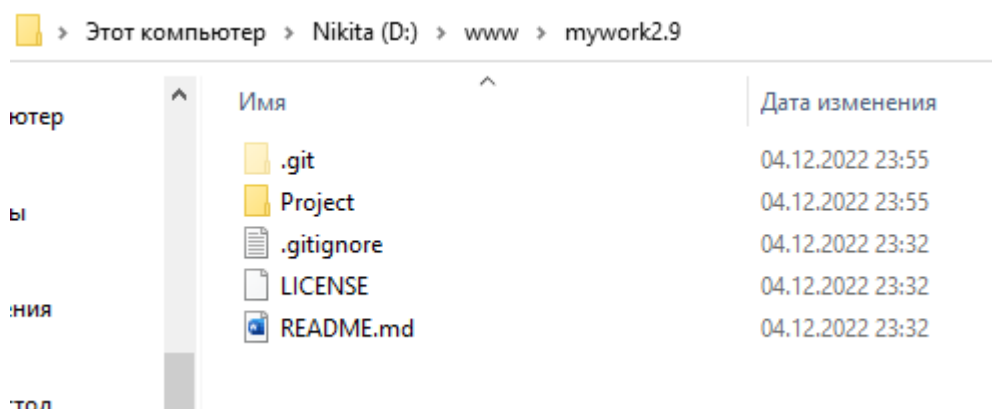 Этот компьютер > Nikita (D:) > www > mywork2.9
Имя Дата изменения
.git 04.12.2022 23:55
Project 04.12.2022 23:55
.gitignore 04.12.2022 23:32
LICENSE 04.12.2022 23:32
README.md 04.12.2022 23:32
ютер
ы
ния